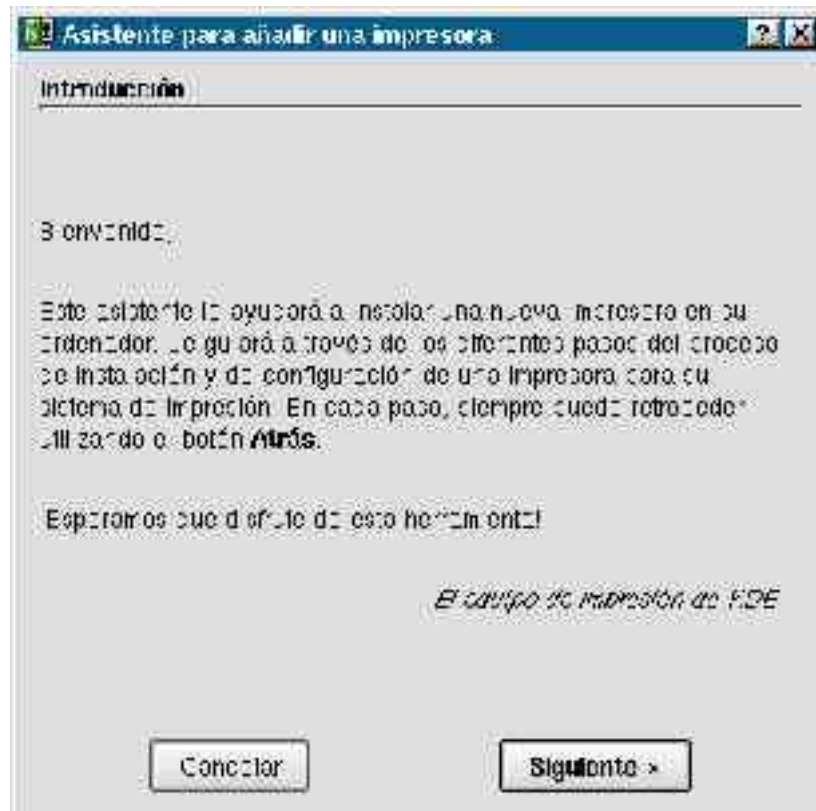 Asistente para añadir una impresora
Introducción
Bienvenido,
Este asistente le ayudará a instalar una nueva impresora en su
ordenador. Le guiará a través de los diferentes pasos del proceso
de instalación y de configuración de una impresora para su
sistema de impresión. En cada paso, siempre puede retroceder
utilizando el botón Atrás.
¡Esperamos que disfrute de esta herramienta!
El equipo de impresión de KDE
Cancelar
Siguiente >